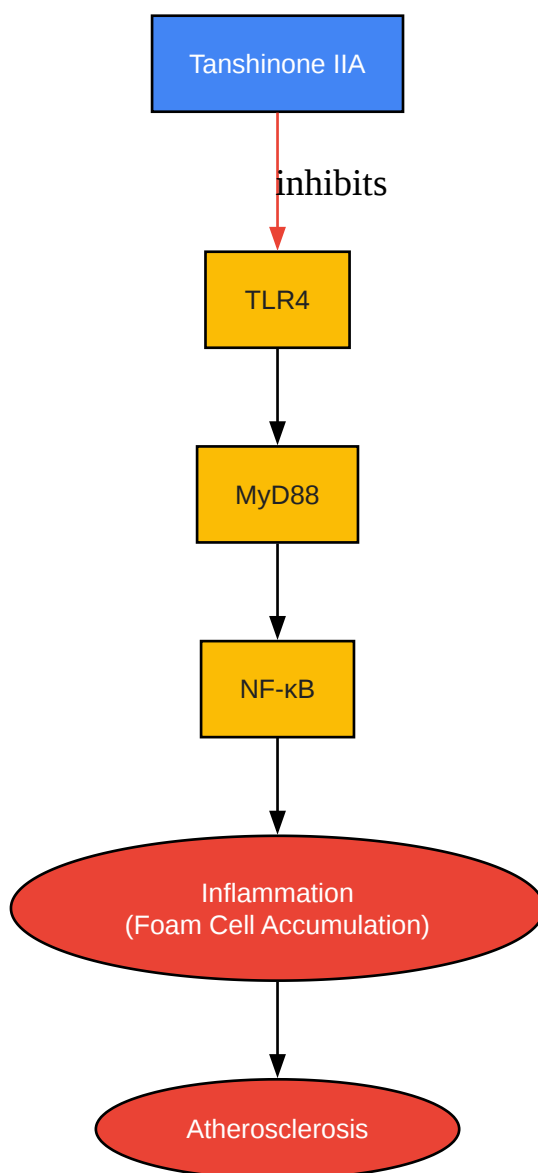 Tanshinone IIA
inhibits
TLR4
MyD88
NF-κB
Inflammation
(Foam Cell Accumulation)
Atherosclerosis